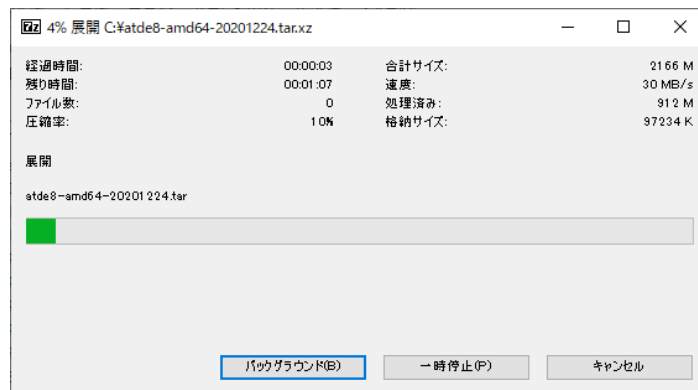 7z 4% 展開 C:¥atde8-amd64-20201224.tar.xz
経過時間: 00:00:03 合計サイズ: 2166 M
残り時間: 00:01:07 速度: 30 MB/s
ファイル数: 0 処理済み: 912 M
圧縮率: 10% 格納サイズ: 97234 K
展開
atde8-amd64-20201224.tar
バックグラウンド(B) 一時停止(P) キャンセル